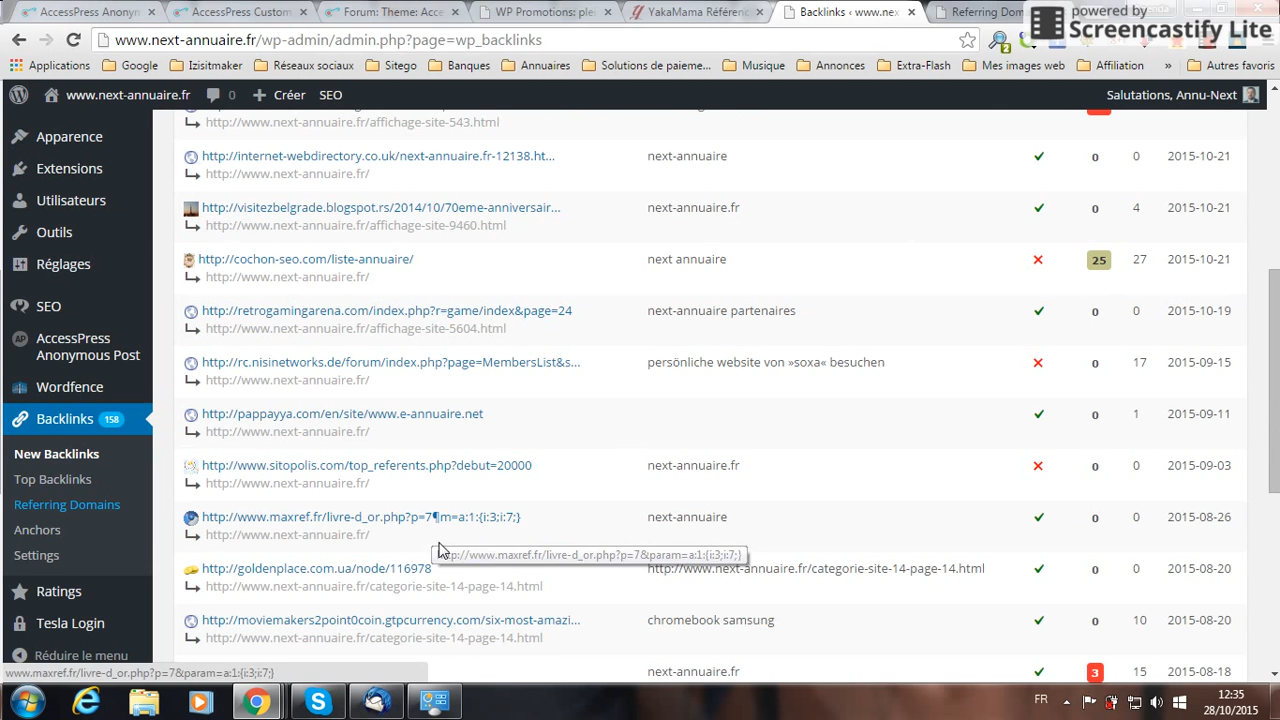 AccessPress Anonyn
AccessPress Custom
Forum: Theme: Acce
WP Promotions: ple
YakaMama Référenc
Backlinks ‹ www.nex
Referring Dom
powered by
Screencastify Lite
www.next-annuaire.fr/wp-admin/admin.php?page=wp_backlinks
Applications
Google
Izisitmaker
Réseaux sociaux
Sitego
Banques
Annuaires
Solutions de paieme...
Musique
Annonces
Extra-Flash
Mes images web
Affiliation
»
Autres favoris
www.next-annuaire.fr
0
Créer
SEO
Salutations, Annu-Next
Apparence
Extensions
Utilisateurs
Outils
Réglages
SEO
AccessPress
Anonymous Post
Wordfence
Backlinks 158
New Backlinks
Top Backlinks
Referring Domains
Anchors
Settings
Ratings
Tesla Login
Réduire le menu
http://www.next-annuaire.fr/affichage-site-543.html
http://internet-webdirectory.co.uk/next-annuaire.fr-12138.ht... next-annuaire 0 0 2015-10-21
http://www.next-annuaire.fr/
http://visitezbelgrade.blogspot.rs/2014/10/70eme-anniversair... next-annuaire.fr 0 4 2015-10-21
http://www.next-annuaire.fr/affichage-site-9460.html
http://cochon-seo.com/liste-annuaire/ next annuaire 25 27 2015-10-21
http://www.next-annuaire.fr/
http://retrogamingarena.com/index.php?r=game/index&page=24 next-annuaire partenaires 0 0 2015-10-19
http://www.next-annuaire.fr/affichage-site-5604.html
http://rc.nisinetworks.de/forum/index.php?page=MembersList&s... persönliche website von »soxa« besuchen 0 17 2015-09-15
http://www.next-annuaire.fr/
http://pappayya.com/en/site/www.e-annuaire.net 0 1 2015-09-11
http://www.next-annuaire.fr/
http://www.sitopolis.com/top_referents.php?debut=20000 next-annuaire.fr 0 0 2015-09-03
http://www.next-annuaire.fr/
http://www.maxref.fr/livre-d_or.php?p=7¶m=a:1:{i:3;i:7;} next-annuaire 0 0 2015-08-26
http://www.next-annuaire.fr/
http://www.maxref.fr/livre-d_or.php?p=7&param=a:1:{i:3;i:7;}
http://goldenplace.com.ua/node/116978 http://www.next-annuaire.fr/categorie-site-14-page-14.html 0 0 2015-08-20
http://www.next-annuaire.fr/categorie-site-14-page-14.html
http://moviemakers2point0coin.gtpcurrency.com/six-most-amazi... chromebook samsung 0 10 2015-08-20
http://www.next-annuaire.fr/categorie-site-14-page-14.html
next-annuaire.fr 3 15 2015-08-18
www.maxref.fr/livre-d_or.php?p=7&param=a:1:{i:3;i:7;}
FR
12:35
28/10/2015